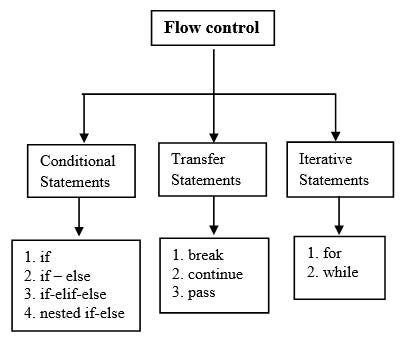 Flow control
Conditional
Statements
Transfer
Statements
Iterative
Statements
1. if
2. if – else
3. if-elif-else
4. nested if-else
1. break
2. continue
3. pass
1. for
2. while